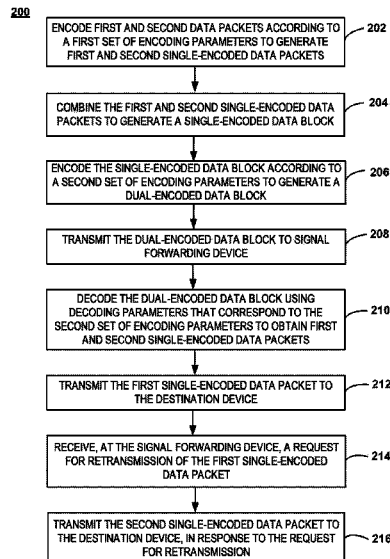 200
ENCODE FIRST AND SECOND DATA PACKETS ACCORDING TO
A FIRST SET OF ENCODING PARAMETERS TO GENERATE
FIRST AND SECOND SINGLE-ENCODED DATA PACKETS
202
COMBINE THE FIRST AND SECOND SINGLE-ENCODED DATA
PACKETS TO GENERATE A SINGLE-ENCODED DATA BLOCK
204
ENCODE THE SINGLE-ENCODED DATA BLOCK ACCORDING TO
A SECOND SET OF ENCODING PARAMETERS TO GENERATE A
DUAL-ENCODED DATA BLOCK
206
TRANSMIT THE DUAL-ENCODED DATA BLOCK TO SIGNAL
FORWARDING DEVICE
208
DECODE THE DUAL-ENCODED DATA BLOCK USING
DECODING PARAMETERS THAT CORRESPOND TO THE
SECOND SET OF ENCODING PARAMETERS TO OBTAIN FIRST
AND SECOND SINGLE-ENCODED DATA PACKETS
210
TRANSMIT THE FIRST SINGLE-ENCODED DATA PACKET TO
THE DESTINATION DEVICE
212
RECEIVE, AT THE SIGNAL FORWARDING DEVICE, A REQUEST
FOR RETRANSMISSION OF THE FIRST SINGLE-ENCODED
DATA PACKET
214
TRANSMIT THE SECOND SINGLE-ENCODED DATA PACKET TO
THE DESTINATION DEVICE, IN RESPONSE TO THE REQUEST
FOR RETRANSMISSION
216